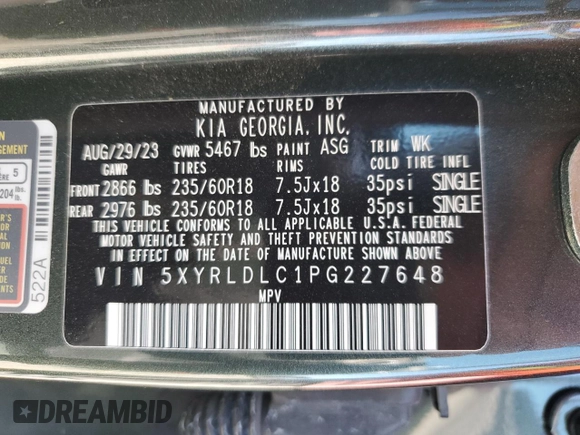 MANUFACTURED BY
KIA GEORGIA, INC.
AUG/29/23 GVWR 5467 lbs PAINT ASG TRIM WK
GAWR TIRES RIMS COLD TIRE INFL
FRONT 2866 lbs 235/60R18 7.5Jx18 35psi SINGLE
REAR 2976 lbs 235/60R18 7.5Jx18 35psi SINGLE
THIS VEHICLE CONFORMS TO ALL APPLICABLE U.S.A. FEDERAL
MOTOR VEHICLE SAFETY AND THEFT PREVENTION STANDARDS
IN EFFECT ON THE DATE OF MANUFACTURE SHOWN ABOVE.
VIN 5XYRLDLC1PG227648
MPV
5
204 lbs.
522A
DREAMBID